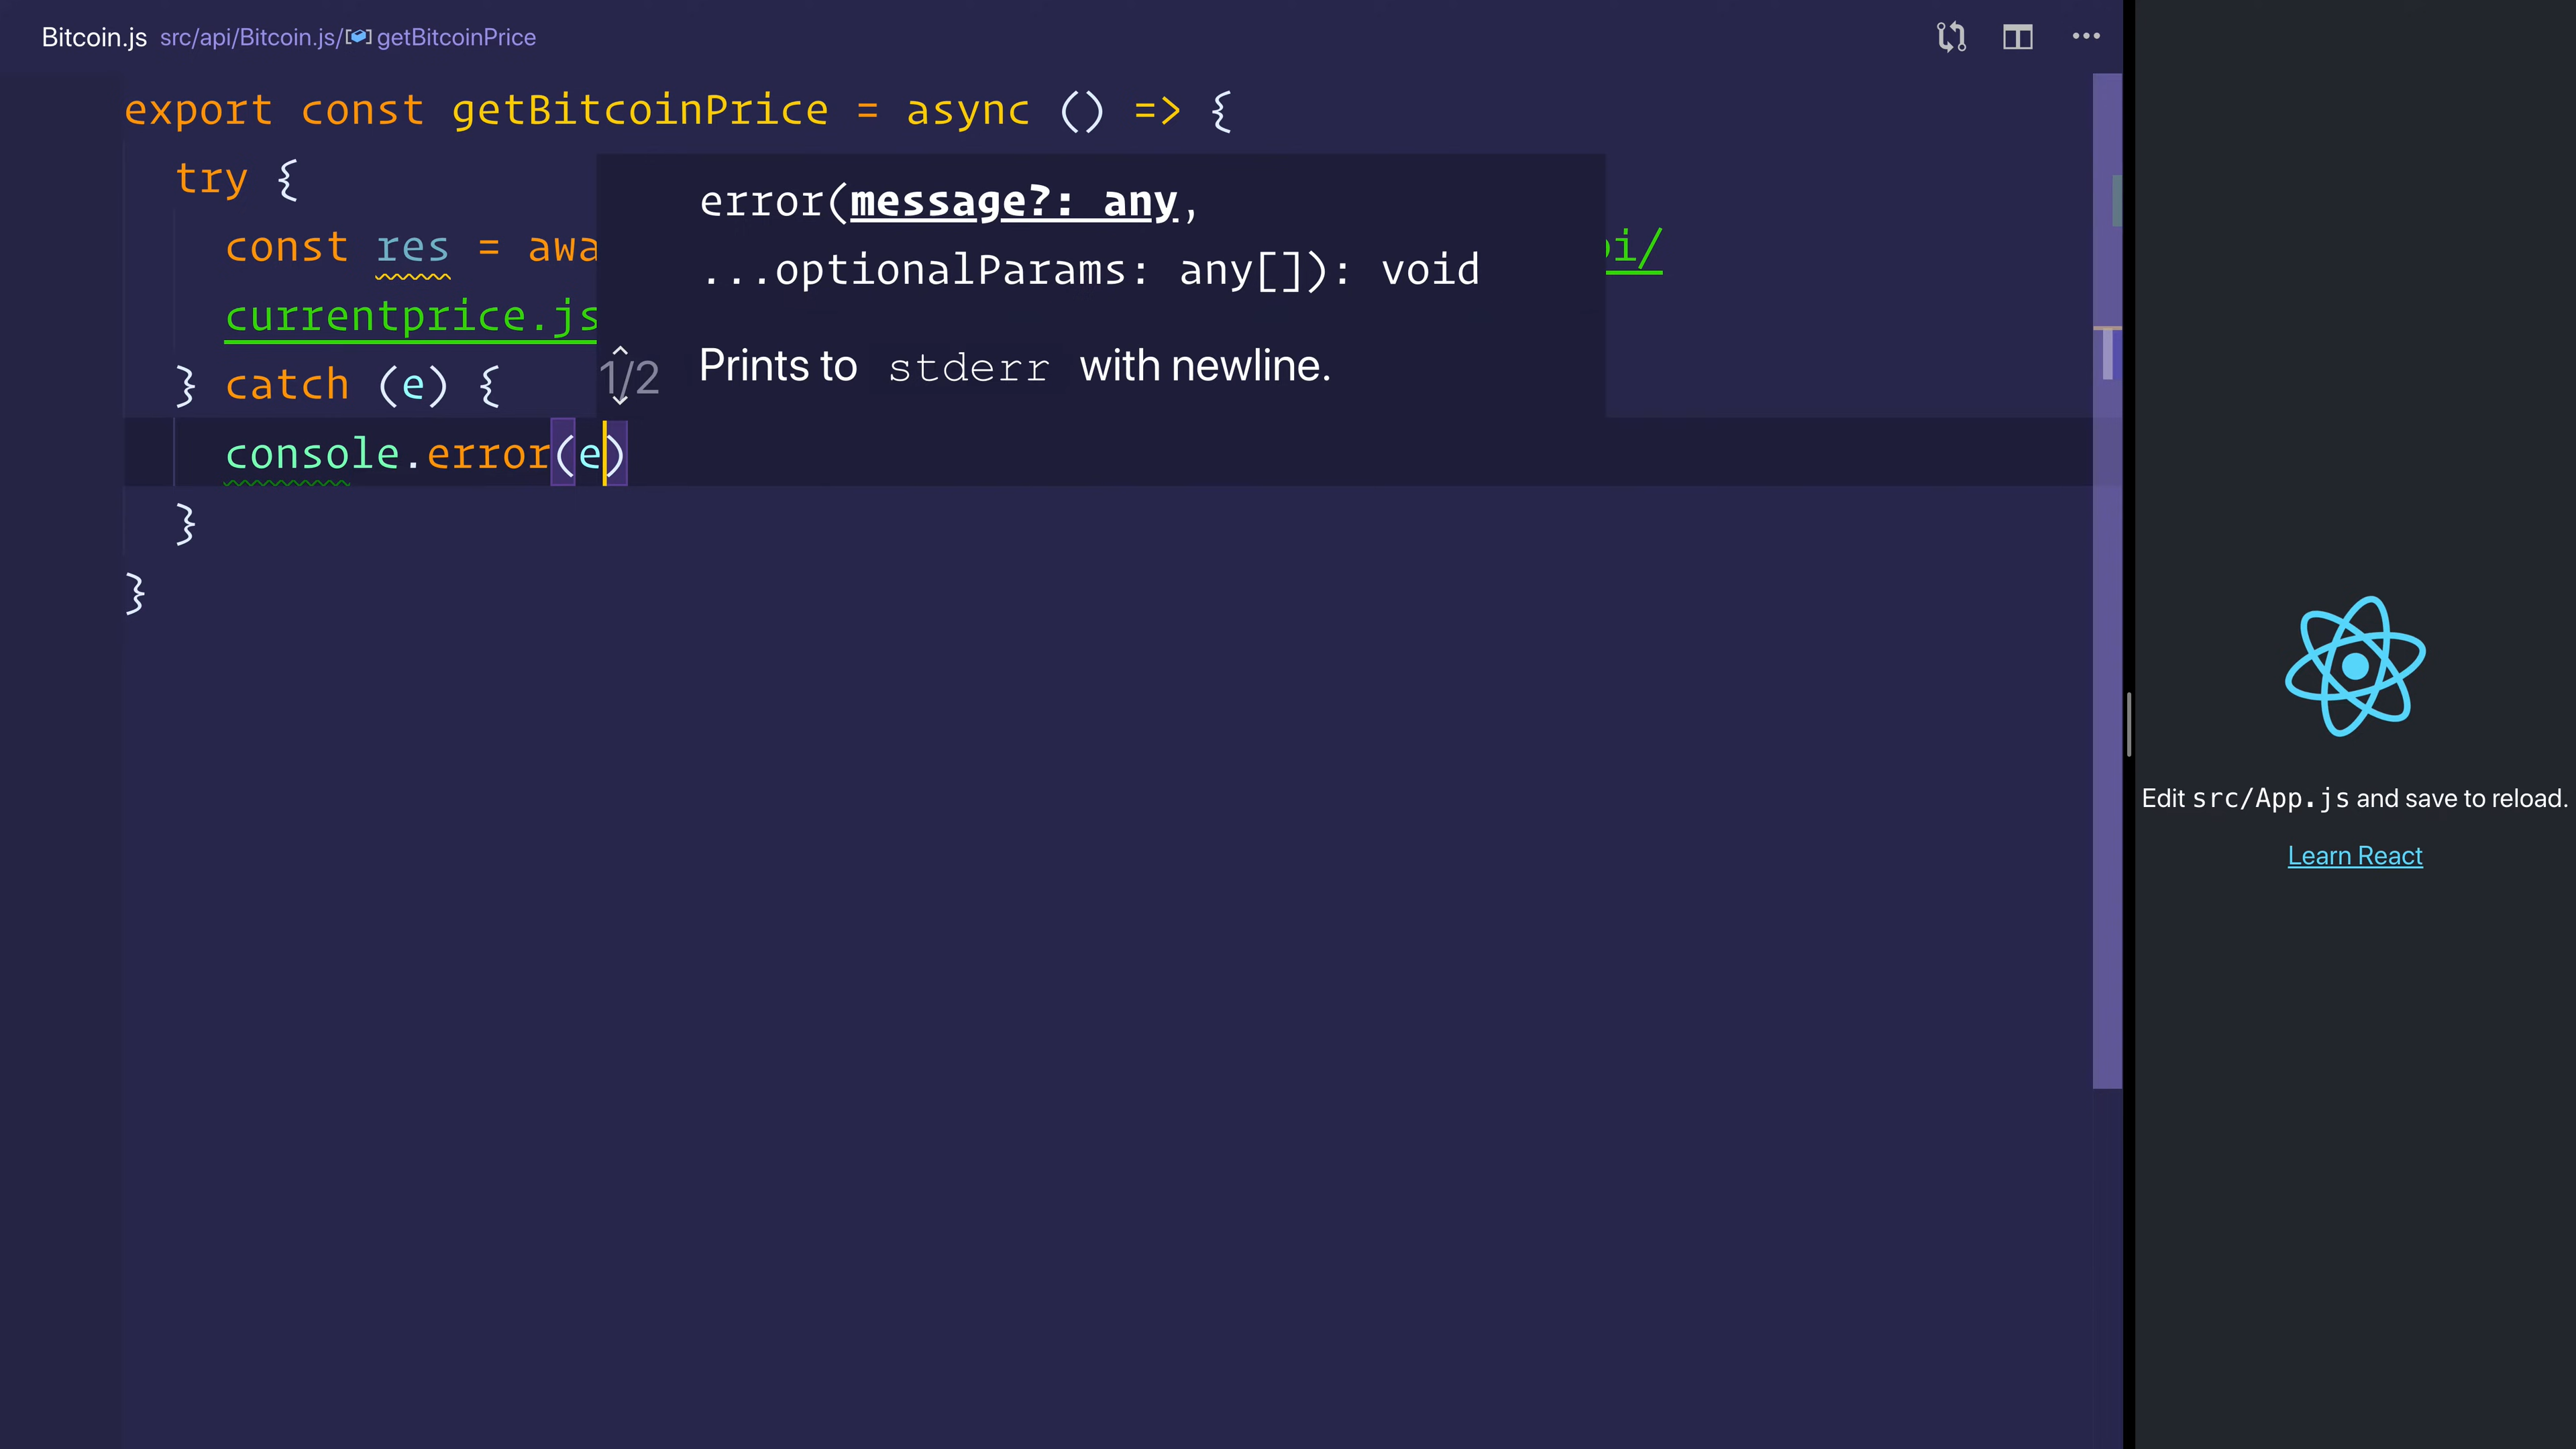 Bitcoin.js src/api/Bitcoin.js/ getBitcoinPrice
export const getBitcoinPrice = async () => {
try {
const res = awa
pi/
currentprice.js
} catch (e) {
console.error(e)
}
}
error(message?: any,
...optionalParams: any[]): void
1/2
Prints to stderr with newline.
Edit src/App.js and save to reload.
Learn React